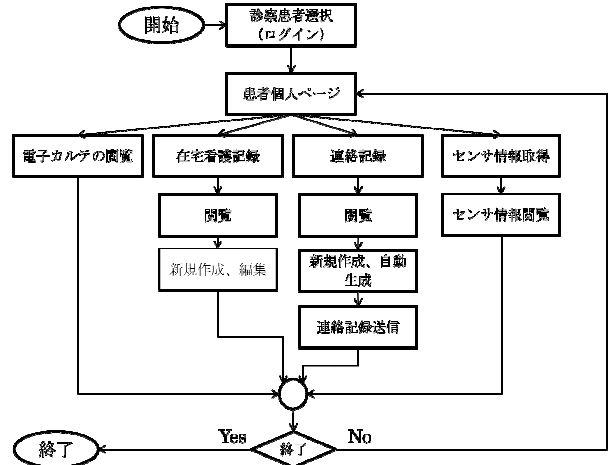 開始
診察患者選択
(ログイン)
患者個人ページ
電子カルテの閲覧
在宅看護記録
連絡記録
センサ情報取得
閲覧
閲覧
センサ情報閲覧
新規作成、編集
新規作成、自動
生成
連絡記録送信
Yes
No
終了
終了